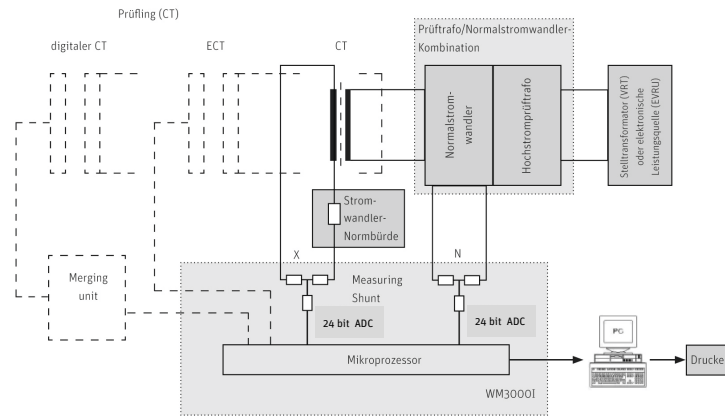 Prüfling (CT)
digitaler CT
ECT
CT
Prüftrafo/Normalstromwandler-
Kombination
Normalstrom-
wandler
Hochstromprüftrafo
Stelltransformator (VRT)
oder elektronische
Leistungsquelle (EVRU)
Strom-
wandler-
Normbürde
X
N
Merging
unit
Measuring
Shunt
24 bit ADC
24 bit ADC
Mikroprozessor
WM3000I
PC
Drucke